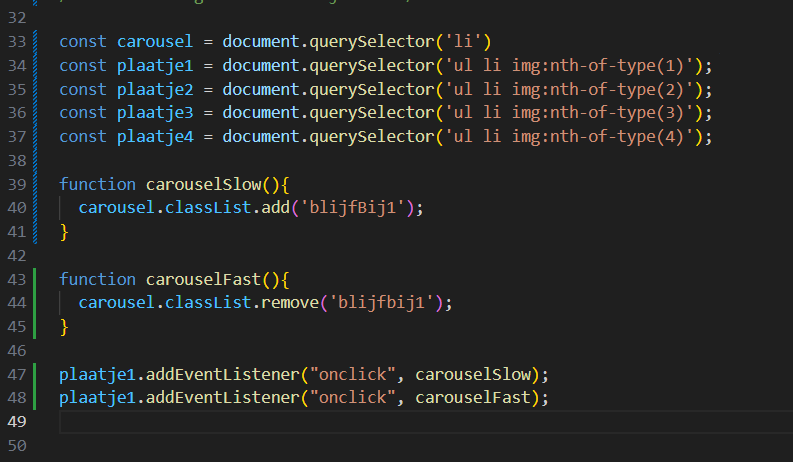 32
33 const carousel = document.querySelector('li')
34 const plaatje1 = document.querySelector('ul li img:nth-of-type(1)');
35 const plaatje2 = document.querySelector('ul li img:nth-of-type(2)');
36 const plaatje3 = document.querySelector('ul li img:nth-of-type(3)');
37 const plaatje4 = document.querySelector('ul li img:nth-of-type(4)');
38
39 function carouselSlow(){
40 carousel.classList.add('blijfBij1');
41 }
42
43 function carouselFast(){
44 carousel.classList.remove('blijfbij1');
45 }
46
47 plaatje1.addEventListener("onclick", carouselSlow);
48 plaatje1.addEventListener("onclick", carouselFast);
49
50